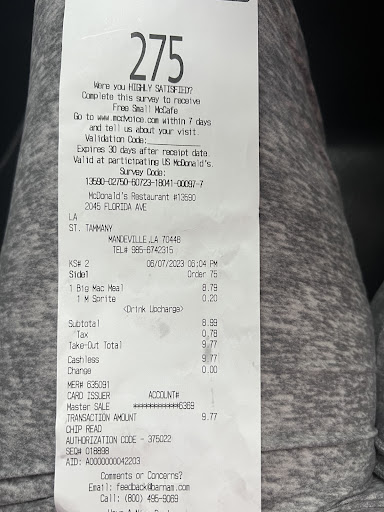 275
Were you HIGHLY SATISFIED?
Complete this survey to receive
Free Small McCafe
Go to www.mcdvoice.com within 7 days
and tell us about your visit.
Validation Code:
Expires 30 days after receipt date
Valid at participating US McDonald's.
Survey Code:
13590-02750-60723-18041-00097-7
McDonald's Restaurant #13590
2045 FLORIDA AVE
LA
ST. TAMMANY
MANDEVILLE ,LA 70448
TEL# 985-6742315
KS# 2 06/07/2023 06:04 PM
Side1 Order 75
1 Big Mac Meal 8.79
1 M Sprite 0.20
<Drink Upcharge>
Subtotal 8.99
Tax 0.78
Take-Out Total 9.77
Cashless 9.77
Change 0.00
MER# 635091
CARD ISSUER ACCOUNT#
Master SALE ************6369
TRANSACTION AMOUNT 9.77
CHIP READ
AUTHORIZATION CODE - 375022
SEQ# 018898
AID: A0000000042203
Comments or Concerns?
Email: feedback@barnam.com
Call: (800) 495-9089